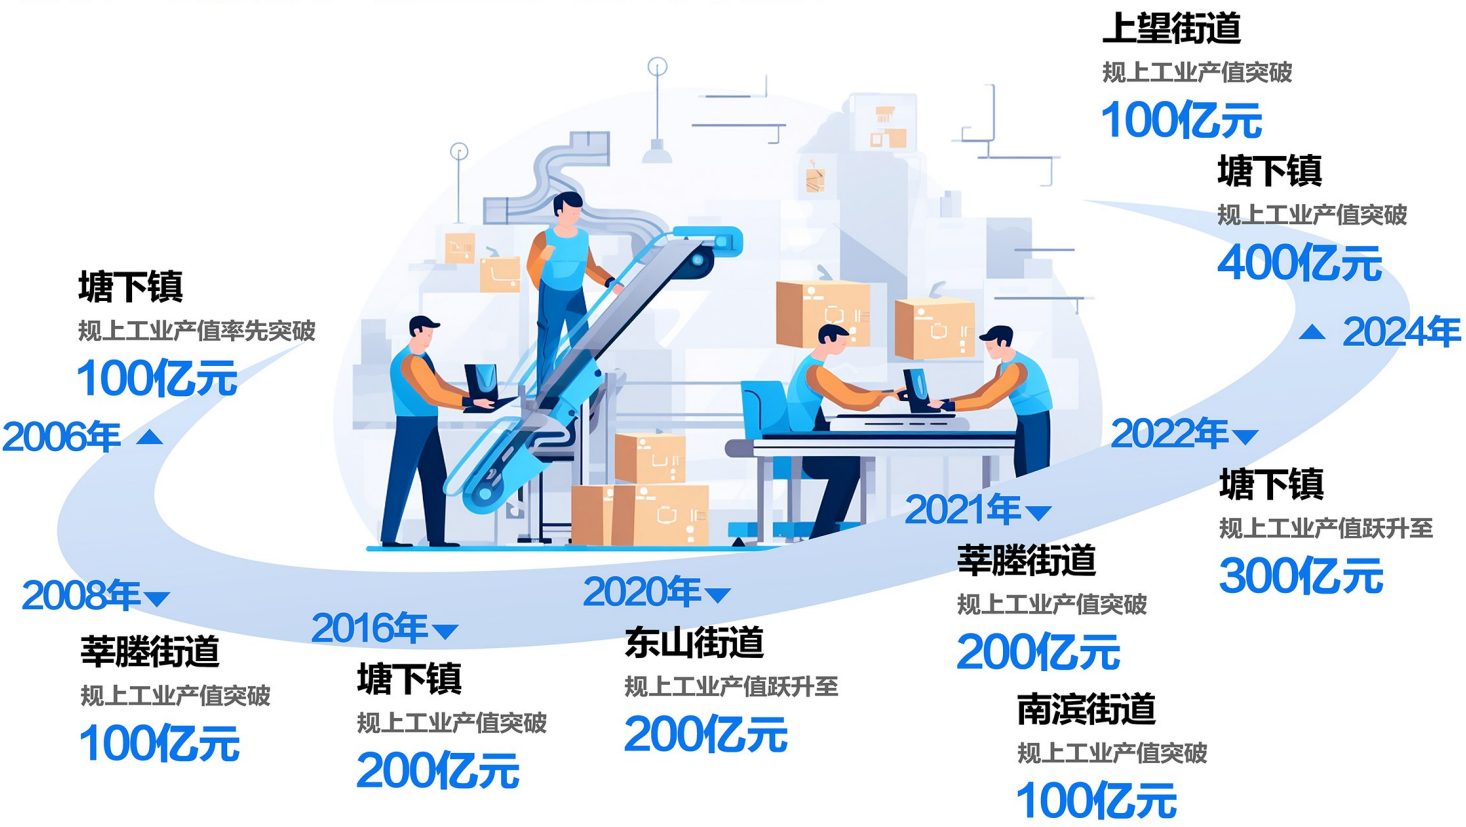 塘下镇
规上工业产值率先突破
100亿元
2006年
2008年
莘塍街道
规上工业产值突破
100亿元
2016年
塘下镇
规上工业产值突破
200亿元
2020年
东山街道
规上工业产值跃升至
200亿元
2021年
莘塍街道
规上工业产值突破
200亿元
南滨街道
规上工业产值突破
100亿元
2022年
塘下镇
规上工业产值跃升至
300亿元
2024年
上望街道
规上工业产值突破
100亿元
塘下镇
规上工业产值突破
400亿元